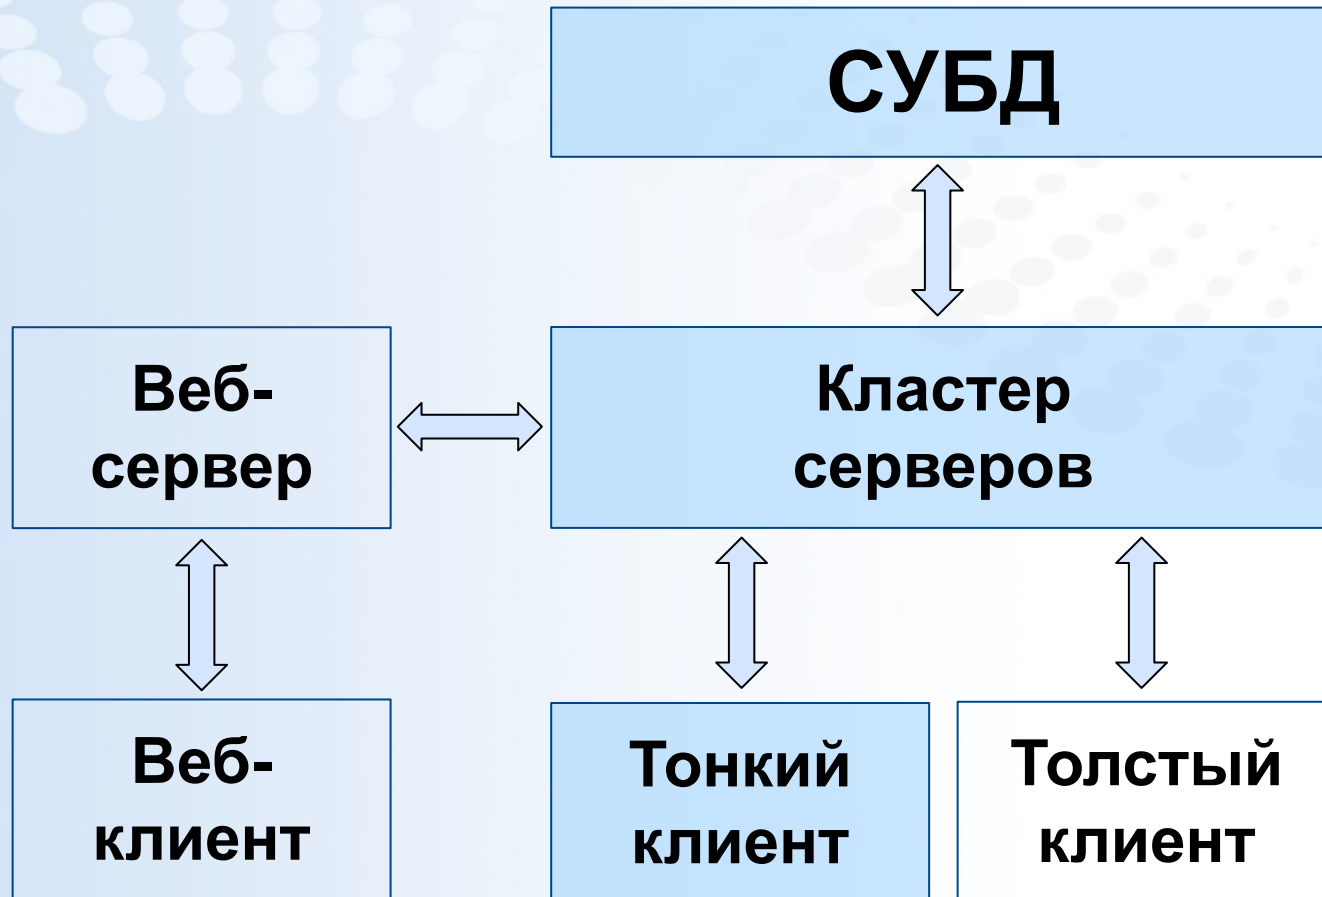 СУБД
Веб-
сервер
Кластер
серверов
Веб-
клиент
Тонкий
клиент
Толстый
клиент